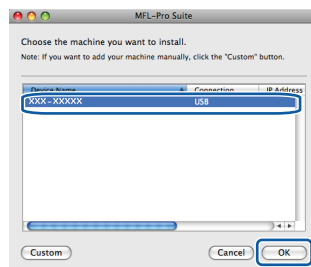 MFL-Pro Suite
Choose the machine you want to install.
Note: If you want to add your machine manually, click the "Custom" button.
Device Name Connection IP Address
XXX-XXXXX USB
Custom Cancel OK